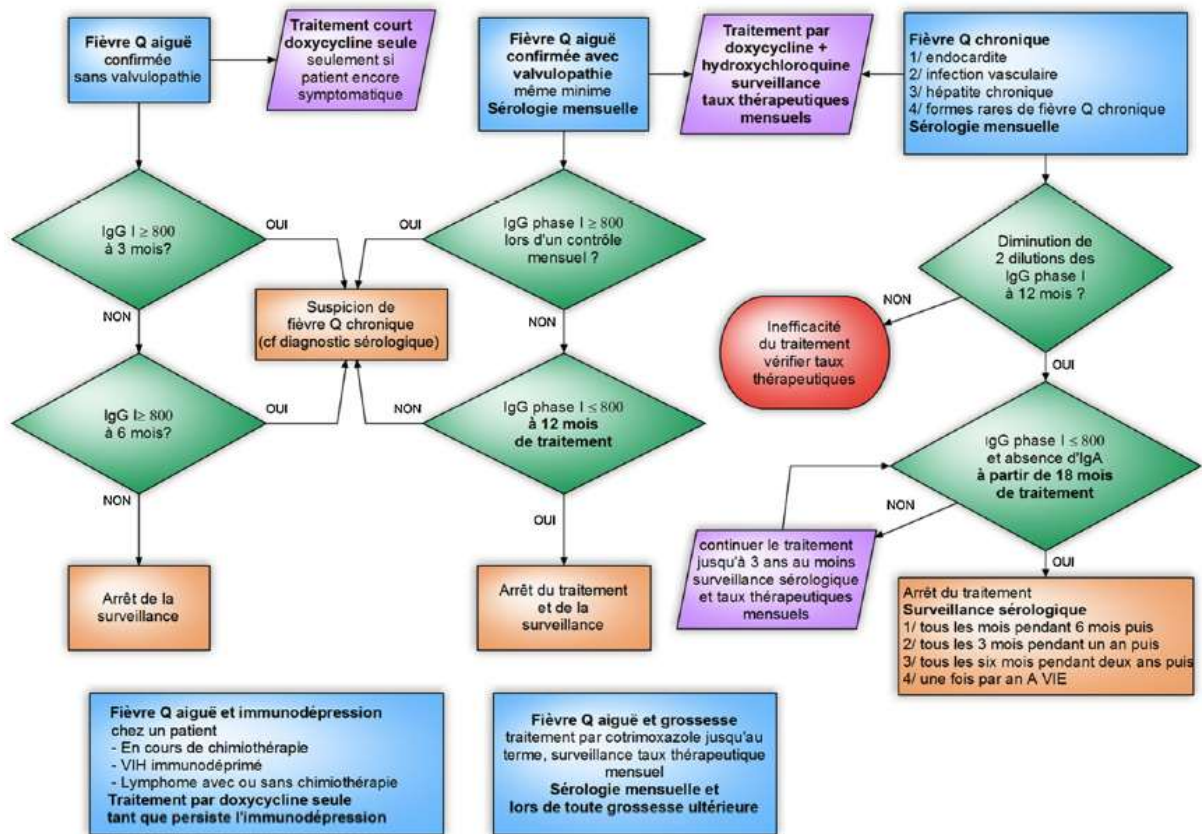 Fièvre Q aiguë
confirmée
sans valvulopathie
Traitement court
doxycycline seule
seulement si
patient encore
symptomatique
Fièvre Q aiguë
confirmée avec
valvulopathie
même minime
Sérologie mensuelle
Traitement par
doxycycline +
hydroxychloroquine
surveillance
taux thérapeutiques
mensuels
Fièvre Q chronique
1/ endocardite
2/ infection vasculaire
3/ hépatite chronique
4/ formes rares de fièvre Q chronique
Sérologie mensuelle
IgG I ≥ 800
à 3 mois?
OUI
NON
IgG phase I ≥ 800
lors d'un contrôle
mensuel ?
OUI
NON
Diminution de
2 dilutions des
IgG phase I
à 12 mois ?
NON
OUI
Suspicion de
fièvre Q chronique
(cf diagnostic sérologique)
Inefficacité
du traitement
vérifier taux
thérapeutiques
IgG I≥ 800
à 6 mois?
OUI
NON
IgG phase I ≤ 800
à 12 mois
de traitement
NON
OUI
IgG phase I ≤ 800
et absence d'IgA
à partir de 18 mois
de traitement
NON
OUI
continuer le traitement
jusqu'à 3 ans au moins
surveillance sérologique
et taux thérapeutiques
mensuels
Arrêt de la
surveillance
Arrêt du traitement
et de la
surveillance
Arrêt du traitement
Surveillance sérologique
1/ tous les mois pendant 6 mois puis
2/ tous les 3 mois pendant un an puis
3/ tous les six mois pendant deux ans puis
4/ une fois par an A VIE
Fièvre Q aiguë et immunodépression
chez un patient
- En cours de chimiothérapie
- VIH immunodéprimé
- Lymphome avec ou sans chimiothérapie
Traitement par doxycycline seule
tant que persiste l'immunodépression
Fièvre Q aiguë et grossesse
traitement par cotrimoxazole jusqu'au
terme, surveillance taux thérapeutique
mensuel
Sérologie mensuelle et
lors de toute grossesse ultérieure